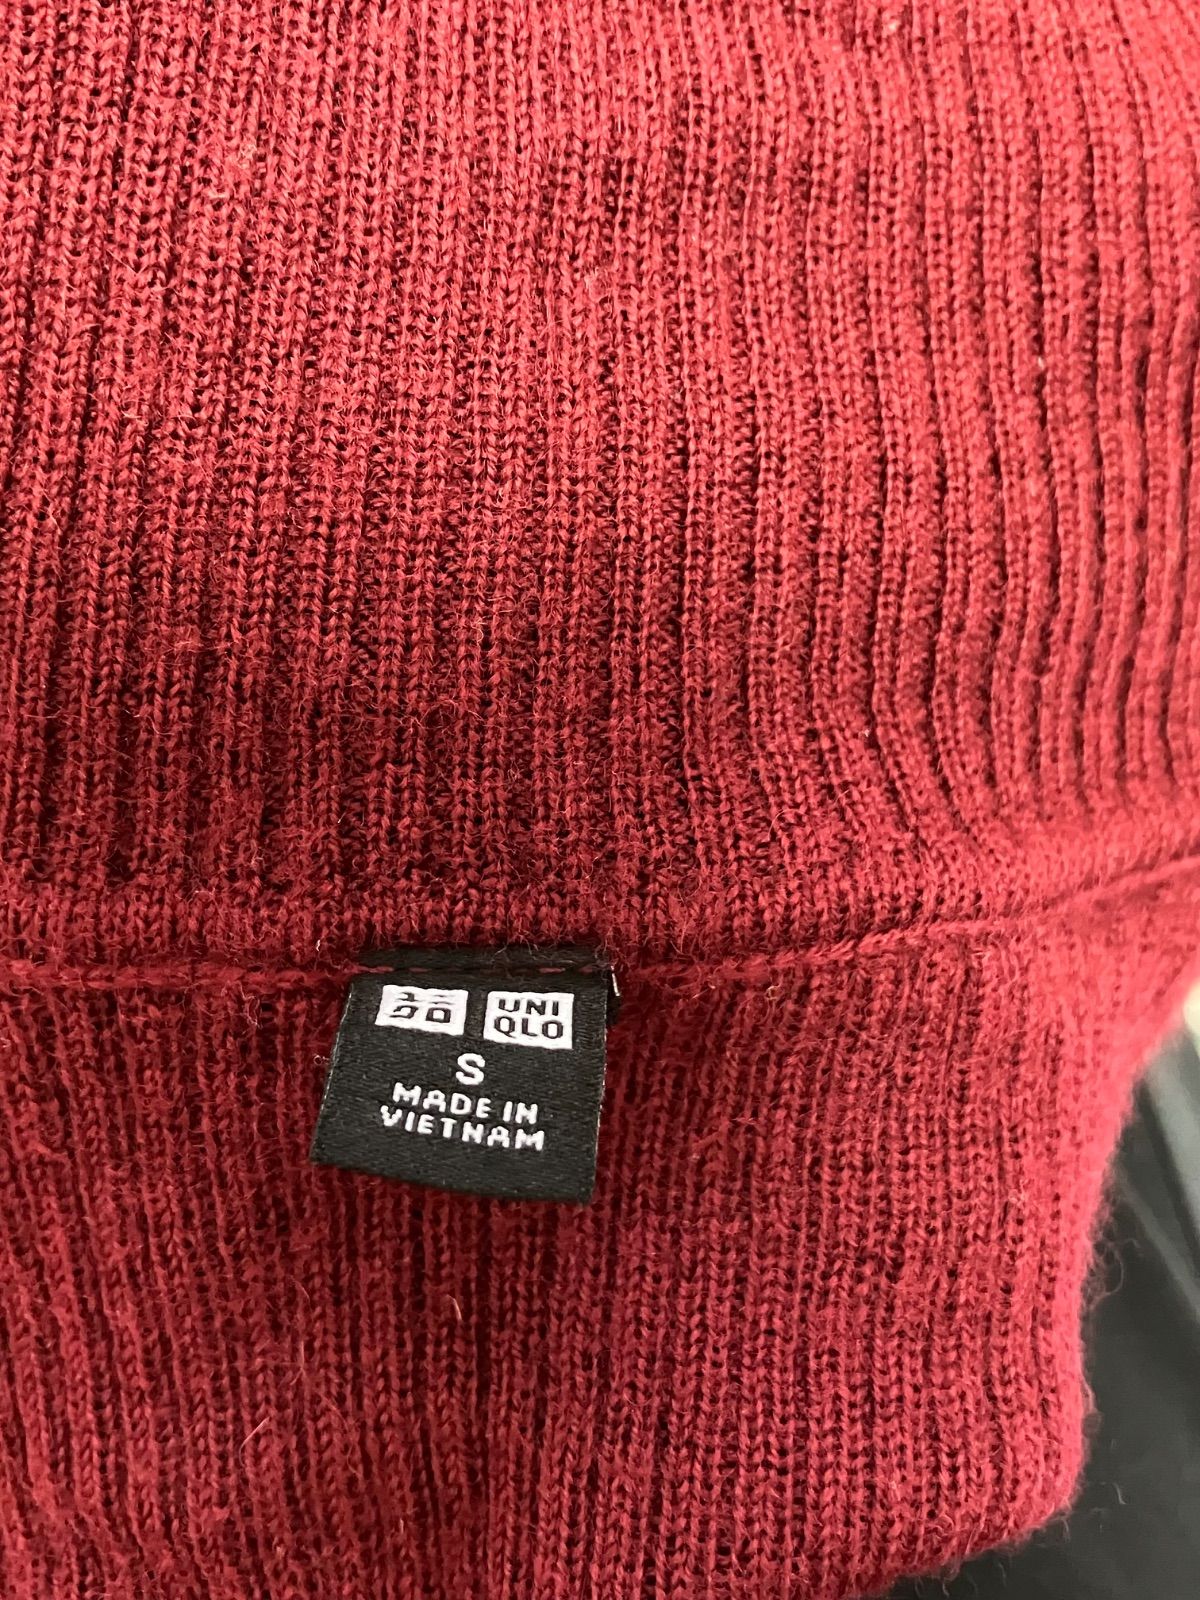 ユニ UNI
クロ QLO
S
MADE IN
VIETNAM